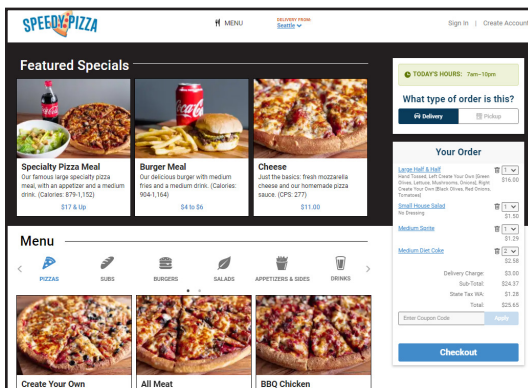 SPEEDY PIZZA
MENU
DELIVERY FROM:
Seattle
Sign In | Create Account
Featured Specials
Coca-Cola
Specialty Pizza Meal
Our famous large specialty pizza
meal, with an appetizer and a medium
drink. (Calories: 879-1,152)
$17 & Up
Burger Meal
Our delicious burger with medium
fries and a medium drink. (Calories:
904-1,164)
$4 to $6
Cheese
Just the basics: fresh mozzarella
cheese and our homemade pizza
sauce. (CPS: 277)
$11.00
TODAY'S HOURS: 7am-10pm
What type of order is this?
Delivery
Pickup
Your Order
Large Half & Half
1
Hand Tossed, Left Create Your Own (Green
$16.00
Olives, Lettuce, Mushrooms, Onions), Right
Create Your Own (Black Olives, Red Onions,
Tomatoes)
Small House Salad
1
No Dressing
$1.50
Medium Sprite
1
$1.29
Medium Diet Coke
2
$2.58
Delivery Charge: $3.00
Sub-Total: $24.37
State Tax WA: $1.28
Total: $25.65
Enter Coupon Code
Apply
Checkout
Menu
PIZZAS
SUBS
BURGERS
SALADS
APPETIZERS & SIDES
DRINKS
Create Your Own
All Meat
BBQ Chicken